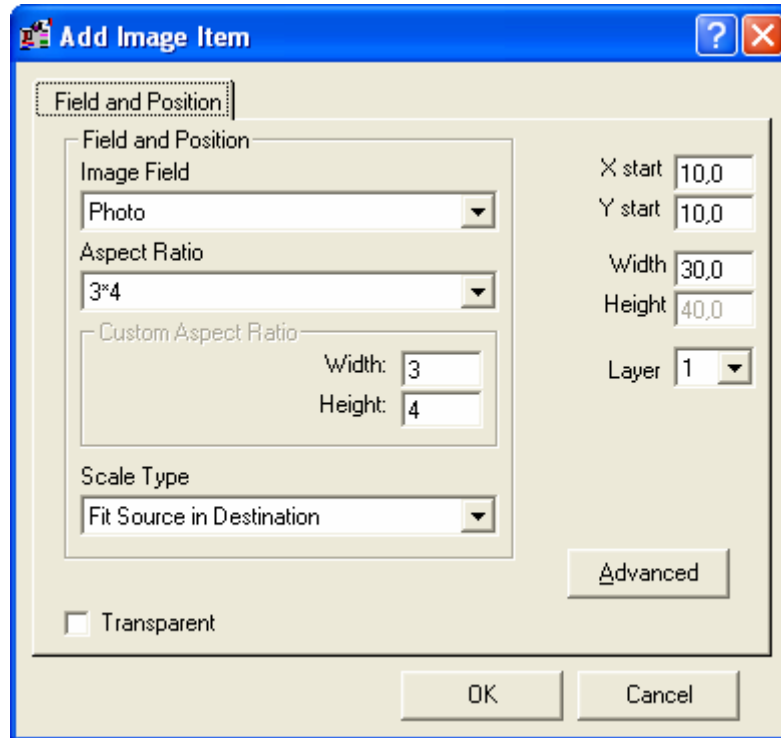 Add Image Item
Field and Position
Field and Position
Image Field
Photo
Aspect Ratio
3*4
Custom Aspect Ratio
Width: 3
Height: 4
Scale Type
Fit Source in Destination
Transparent
X start 10,0
Y start 10,0
Width 30,0
Height 40,0
Layer 1
Advanced
OK
Cancel